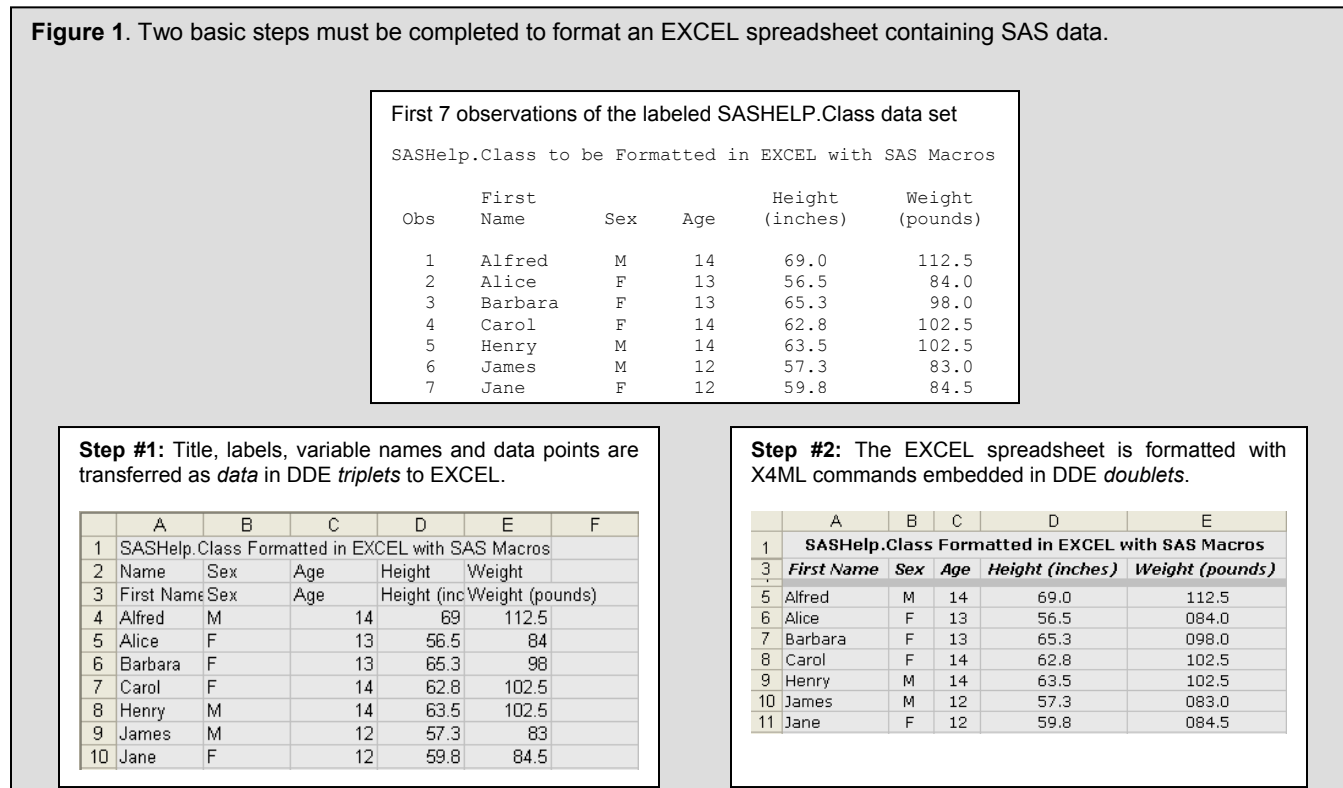 Figure 1. Two basic steps must be completed to format an EXCEL spreadsheet containing SAS data.
First 7 observations of the labeled SASHELP.Class data set
SASHelp.Class to be Formatted in EXCEL with SAS Macros
First Height Weight
Obs Name Sex Age (inches) (pounds)
1 Alfred M 14 69.0 112.5
2 Alice F 13 56.5 84.0
3 Barbara F 13 65.3 98.0
4 Carol F 14 62.8 102.5
5 Henry M 14 63.5 102.5
6 James M 12 57.3 83.0
7 Jane F 12 59.8 84.5
Step #1: Title, labels, variable names and data points are
transferred as data in DDE triplets to EXCEL.
A B C D E F
1 SASHelp.Class Formatted in EXCEL with SAS Macros
2 Name Sex Age Height Weight
3 First Name Sex Age Height (inc Weight (pounds)
4 Alfred M 14 69 112.5
5 Alice F 13 56.5 84
6 Barbara F 13 65.3 98
7 Carol F 14 62.8 102.5
8 Henry M 14 63.5 102.5
9 James M 12 57.3 83
10 Jane F 12 59.8 84.5
Step #2: The EXCEL spreadsheet is formatted with
X4ML commands embedded in DDE doublets.
A B C D E
1 SASHelp.Class Formatted in EXCEL with SAS Macros
3 First Name Sex Age Height (inches) Weight (pounds)
5 Alfred M 14 69.0 112.5
6 Alice F 13 56.5 084.0
7 Barbara F 13 65.3 098.0
8 Carol F 14 62.8 102.5
9 Henry M 14 63.5 102.5
10 James M 12 57.3 083.0
11 Jane F 12 59.8 084.5